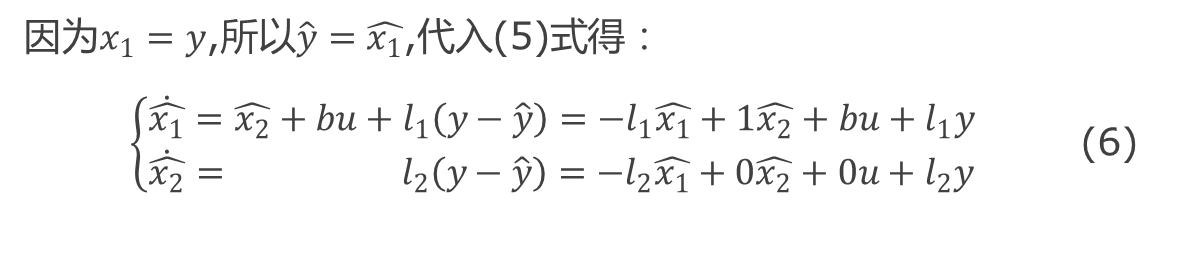 因为x₁ = y,所以ŷ = x̂₁,代入(5)式得：
{ẋ̂₁ = x̂₂ + bu + l₁(y − ŷ) = −l₁x̂₁ + 1x̂₂ + bu + l₁y
ẋ̂₂ = l₂(y − ŷ) = −l₂x̂₁ + 0x̂₂ + 0u + l₂y (6)